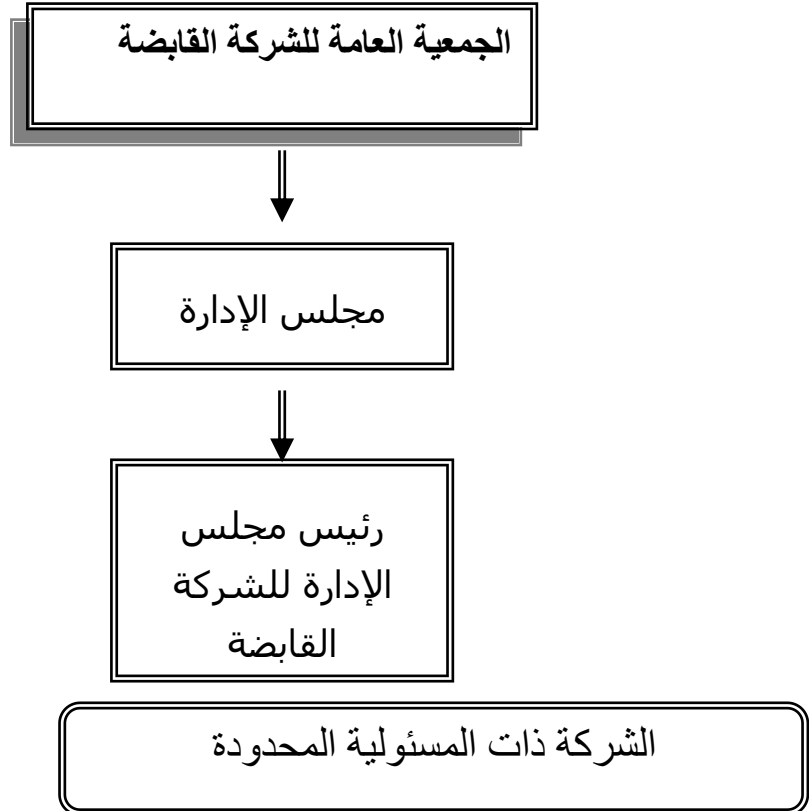 الجمعية العامة للشركة القابضة
مجلس الإدارة
رئيس مجلس
الإدارة للشركة
القابضة
الشركة ذات المسئولية المحدودة